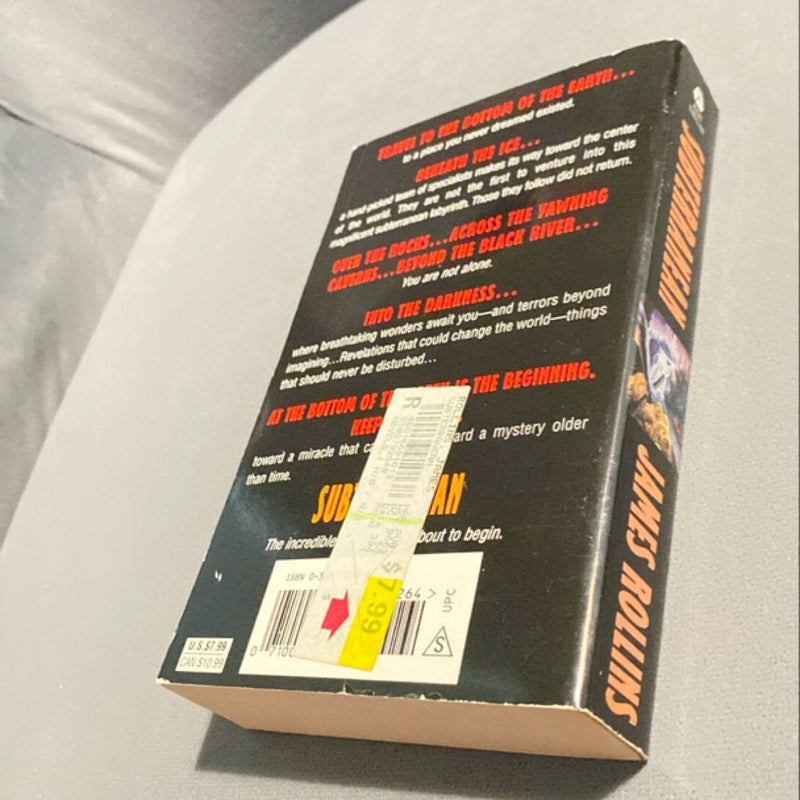 TRAVEL TO THE BOTTOM OF THE EARTH...
to a place you never dreamed existed.
BENEATH THE ICE...
a hand-picked team of specialists makes its way toward the center
of the world. They are not the first to venture into this
magnificent subterranean labyrinth. Those they follow did not return.
OVER THE ROCKS...ACROSS THE YAWNING
CAVERNS...BEYOND THE BLACK RIVER...
You are not alone.
INTO THE DARKNESS...
where breathtaking wonders await you—and terrors beyond
imagining...Revelations that could change the world—things
that should never be disturbed...
AT THE BOTTOM OF IS THE BEGINNING.
toward a miracle that a mystery older
than time.
The incredible about to begin.
ISBN
264 >
UPC
S
U.S. $7.99
CAN $10.99
0 7100
R
ROLLINS, JAMES
$7.99
SUBTERRANEAN
JAMES ROLLINS